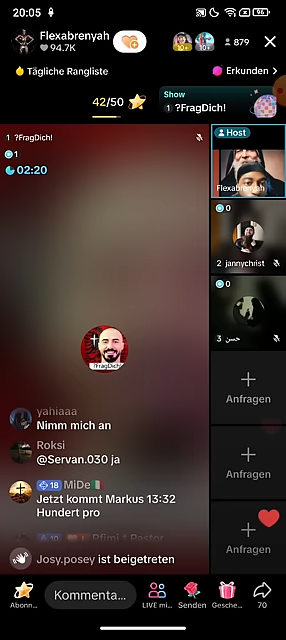 20:05
96
Flexabrenyah
94.7K
10+
10+
879
Tägliche Rangliste
Erkunden
42/50
Show
1 ?FragDich!
1 ?FragDich!
1
02:20
Host
Flexabrenyah
0
2 jannychrist
0
3 حسن
Anfragen
Anfragen
Anfragen
?FragDich!
yahiaaa
Nimm mich an
Roksi
@Servan.030 ja
18 MiDe🇮🇹
Jetzt kommt Markus 13:32
Hundert pro
Josy.posey ist beigetreten
Abonn...
Kommenta...
LIVE mi...
Senden
Gesche...
70